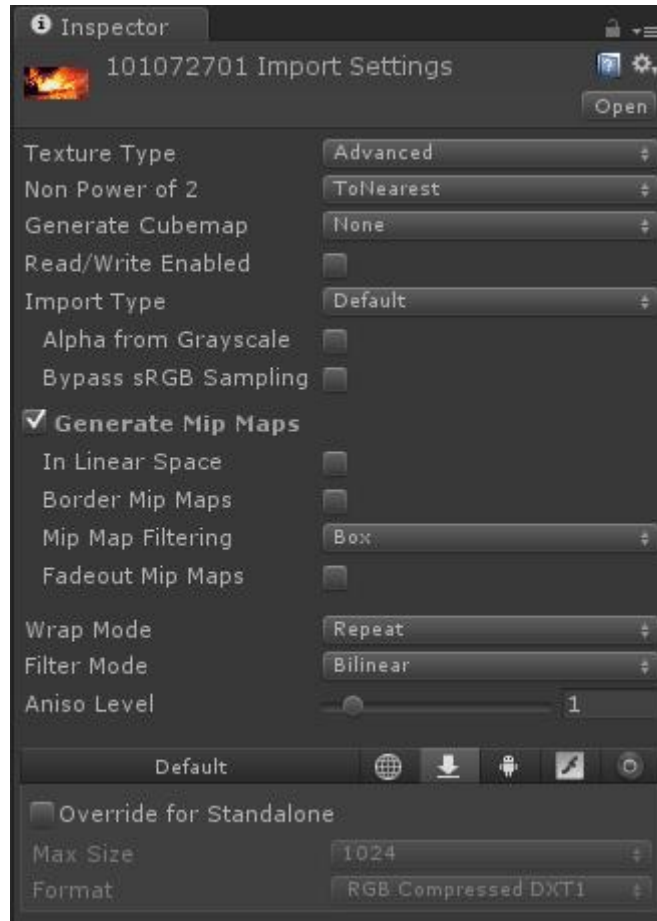 Inspector
101072701 Import Settings
Open
Texture Type Advanced
Non Power of 2 ToNearest
Generate Cubemap None
Read/Write Enabled
Import Type Default
Alpha from Grayscale
Bypass sRGB Sampling
Generate Mip Maps
In Linear Space
Border Mip Maps
Mip Map Filtering Box
Fadeout Mip Maps
Wrap Mode Repeat
Filter Mode Bilinear
Aniso Level 1
Default
Override for Standalone
Max Size 1024
Format RGB Compressed DXT1